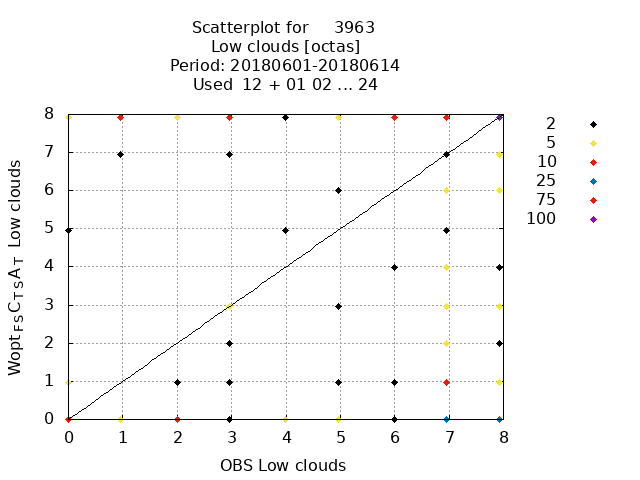 Scatterplot for 3963
Low clouds [octas]
Period: 20180601-20180614
Used 12 + 01 02 ... 24
8
7
6
5
4
3
2
1
0
0 1 2 3 4 5 6 7 8
Wopt FS C TS A T Low clouds
OBS Low clouds
2
5
10
25
75
100